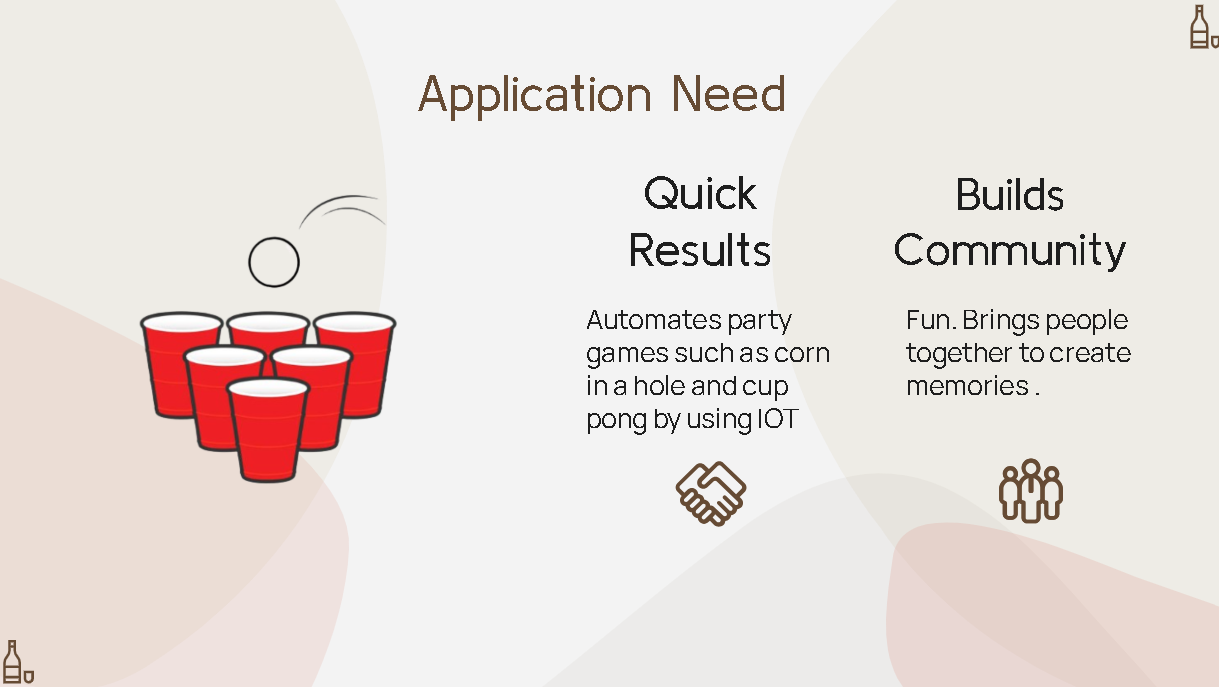 Application Need
Quick
Results
Automates party
games such as corn
in a hole and cup
pong by using IOT
Builds
Community
Fun. Brings people
together to create
memories .